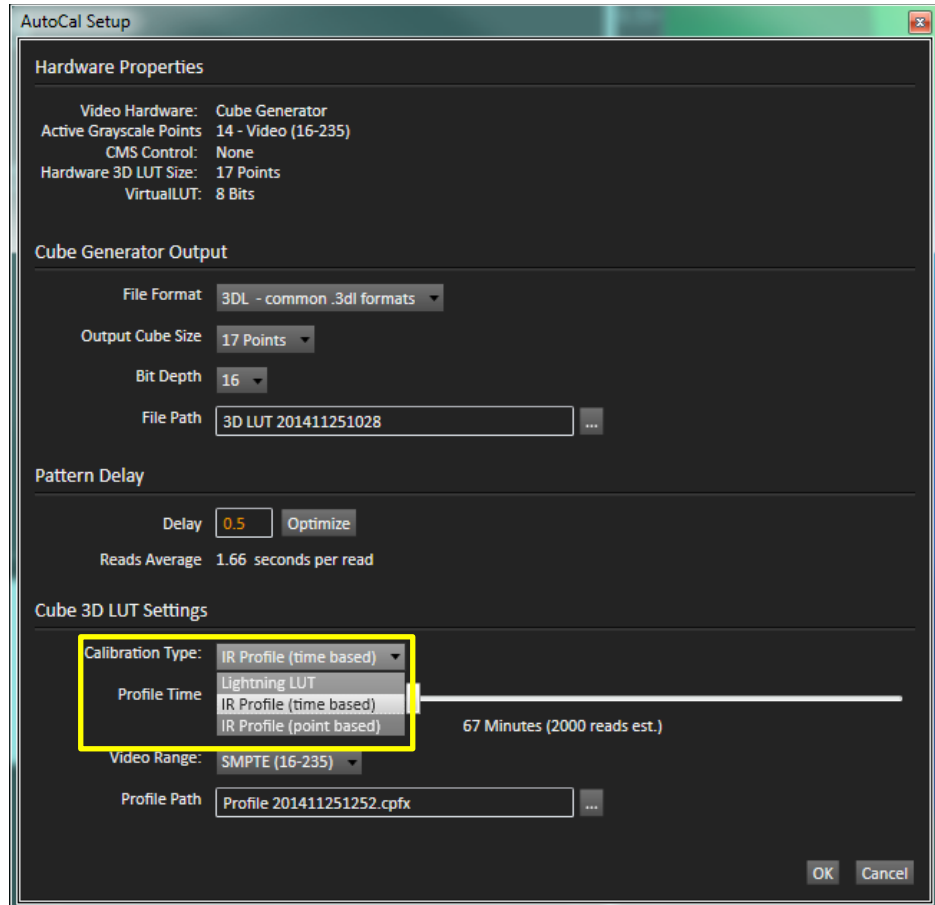 AutoCal Setup
Hardware Properties
Video Hardware: Cube Generator
Active Grayscale Points 14 - Video (16-235)
CMS Control: None
Hardware 3D LUT Size: 17 Points
VirtualLUT: 8 Bits
Cube Generator Output
File Format 3DL - common .3dl formats
Output Cube Size 17 Points
Bit Depth 16
File Path 3D LUT 201411251028 ...
Pattern Delay
Delay 0.5 Optimize
Reads Average 1.66 seconds per read
Cube 3D LUT Settings
Calibration Type: IR Profile (time based)
Lightning LUT
Profile Time IR Profile (time based)
IR Profile (point based) 67 Minutes (2000 reads est.)
Video Range: SMPTE (16-235)
Profile Path Profile 201411251252.cpfx ...
OK Cancel